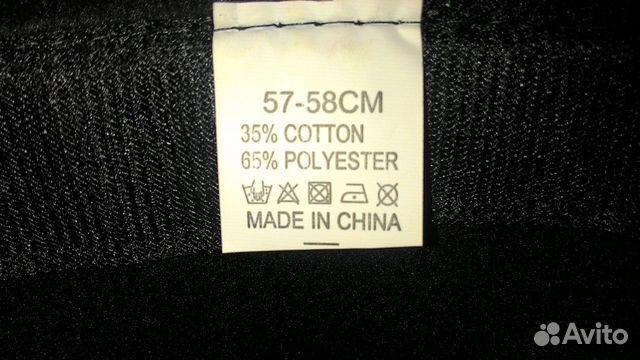 57-58CM
35% COTTON
65% POLYESTER
MADE IN CHINA
Avito